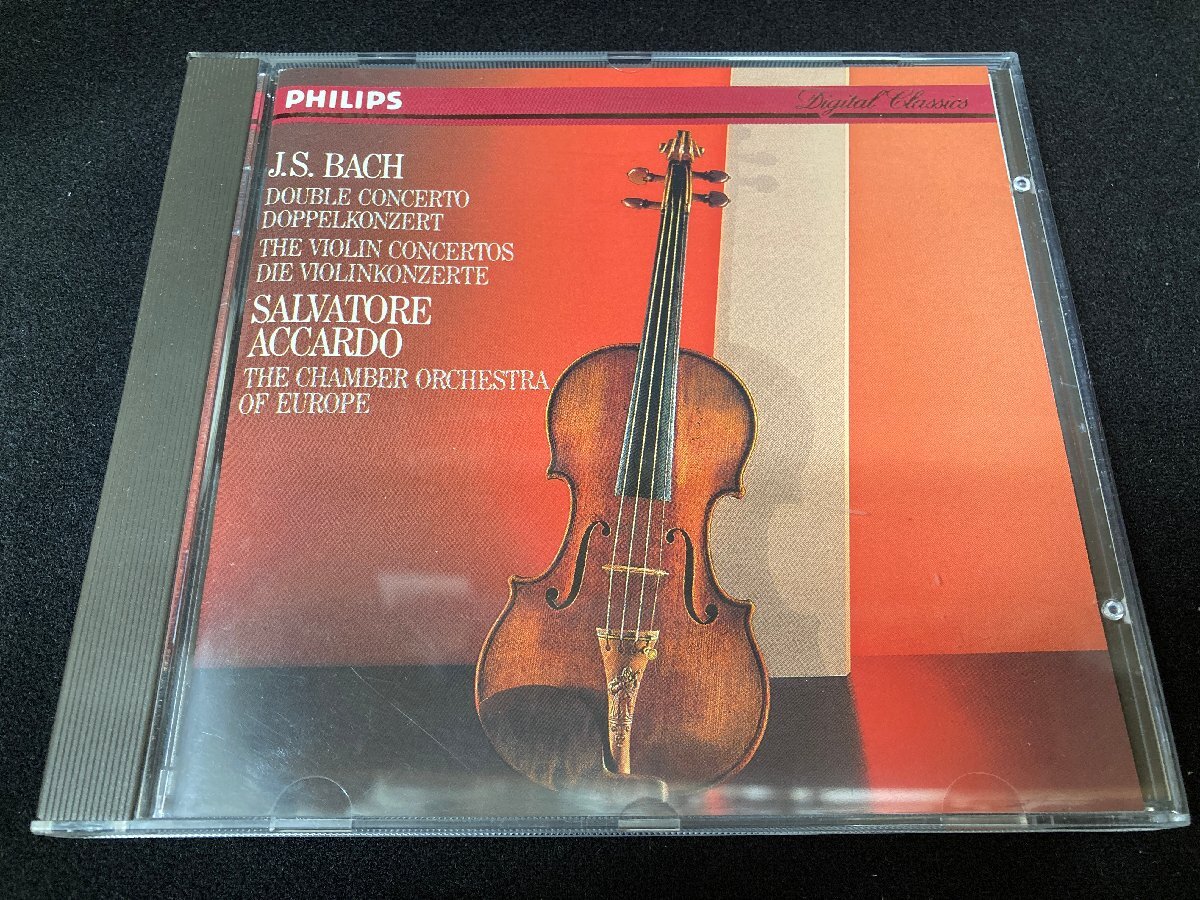 PHILIPS
Digital Classics
J.S. BACH
DOUBLE CONCERTO
DOPPELKONZERT
THE VIOLIN CONCERTOS
DIE VIOLINKONZERTE
SALVATORE
ACCARDO
THE CHAMBER ORCHESTRA
OF EUROPE